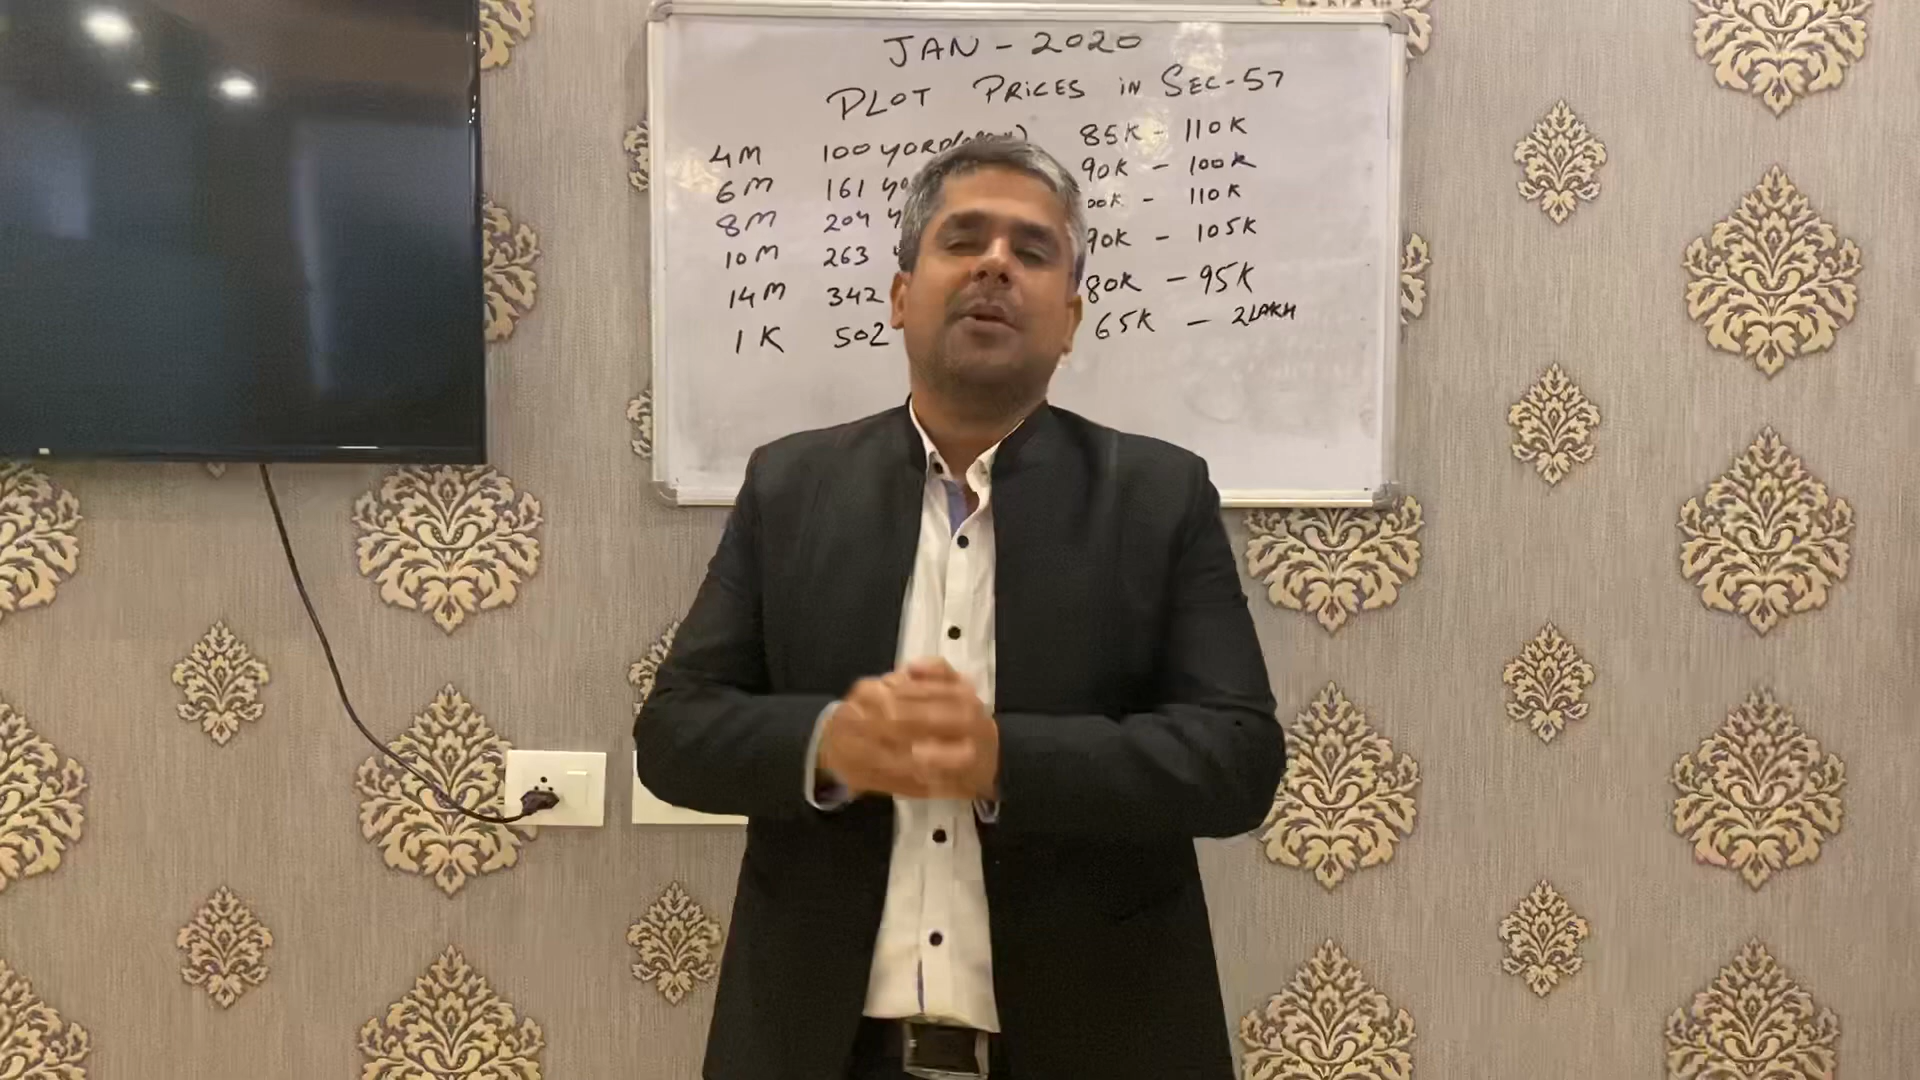 JAN - 2020
PLOT PRICES IN SEC-57
4M 100 YORD 85K - 110K
6M 161 90K - 100K
8M 204 - 110K
10M 263 90K - 105K
14M 342 80K - 95K
1K 502 65K - 2LAKH